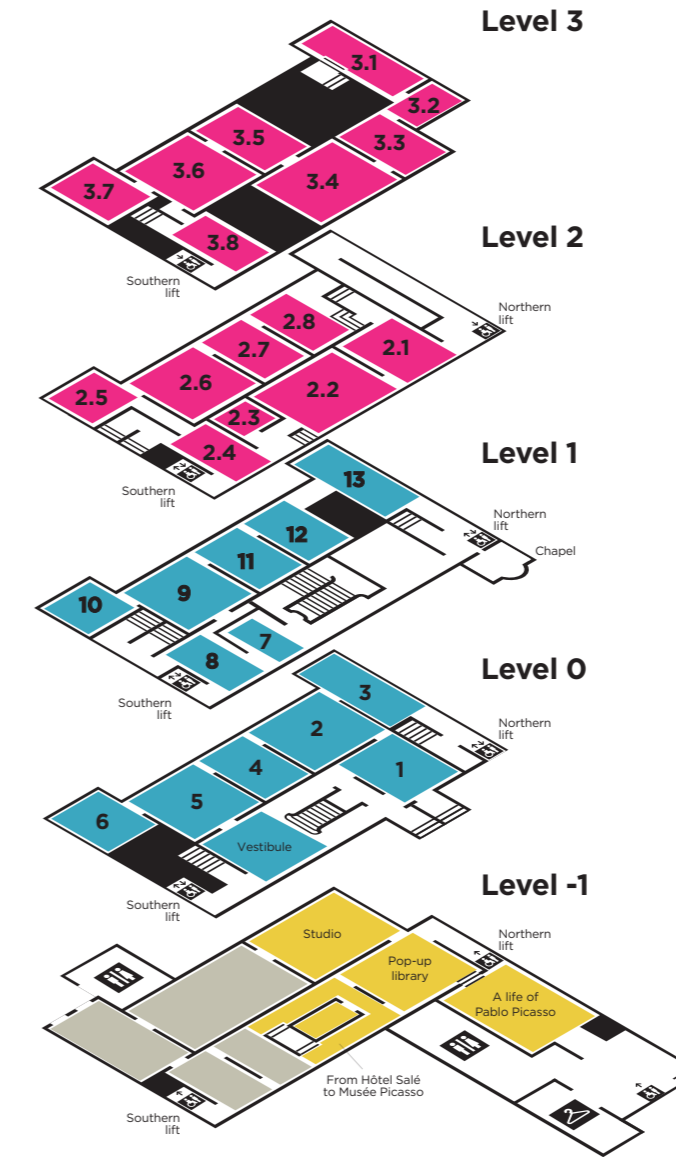 Level 3
3.1
3.2
3.3
3.5
3.4
3.6
3.7
3.8
Southern
lift
Level 2
Northern
lift
2.8
2.1
2.7
2.2
2.6
2.5
2.3
2.4
Southern
lift
Level 1
13
Northern
lift
Chapel
12
11
9
10
7
8
Southern
lift
Level 0
3
Northern
lift
2
1
4
5
6
Vestibule
Southern
lift
Level -1
Studio
Northern
lift
Pop-up
library
A life of
Pablo Picasso
From Hôtel Salé
to Musée Picasso
Southern
lift